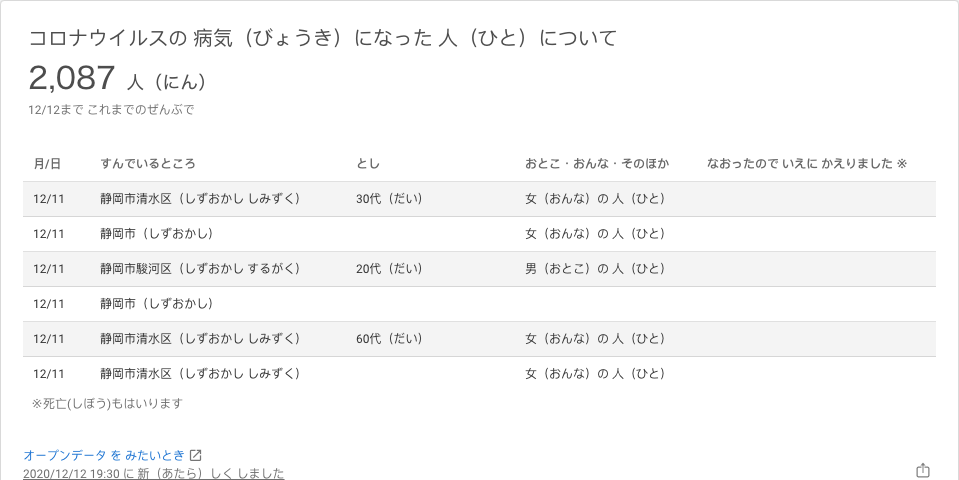 コロナウイルスの 病気（びょうき）になった 人（ひと）について
2,087 人（にん）
12/12まで これまでのぜんぶで
月/日 すんでいるところ とし おとこ・おんな・そのほか なおったので いえに かえりました ※
12/11 静岡市清水区（しずおかし しみずく） 30代（だい） 女（おんな）の 人（ひと）
12/11 静岡市（しずおかし） 女（おんな）の 人（ひと）
12/11 静岡市駿河区（しずおかし するがく） 20代（だい） 男（おとこ）の 人（ひと）
12/11 静岡市（しずおかし）
12/11 静岡市清水区（しずおかし しみずく） 60代（だい） 女（おんな）の 人（ひと）
12/11 静岡市清水区（しずおかし しみずく） 女（おんな）の 人（ひと）
※死亡(しぼう)もはいります
オープンデータ を みたいとき
2020/12/12 19:30 に 新（あたら）しく しました